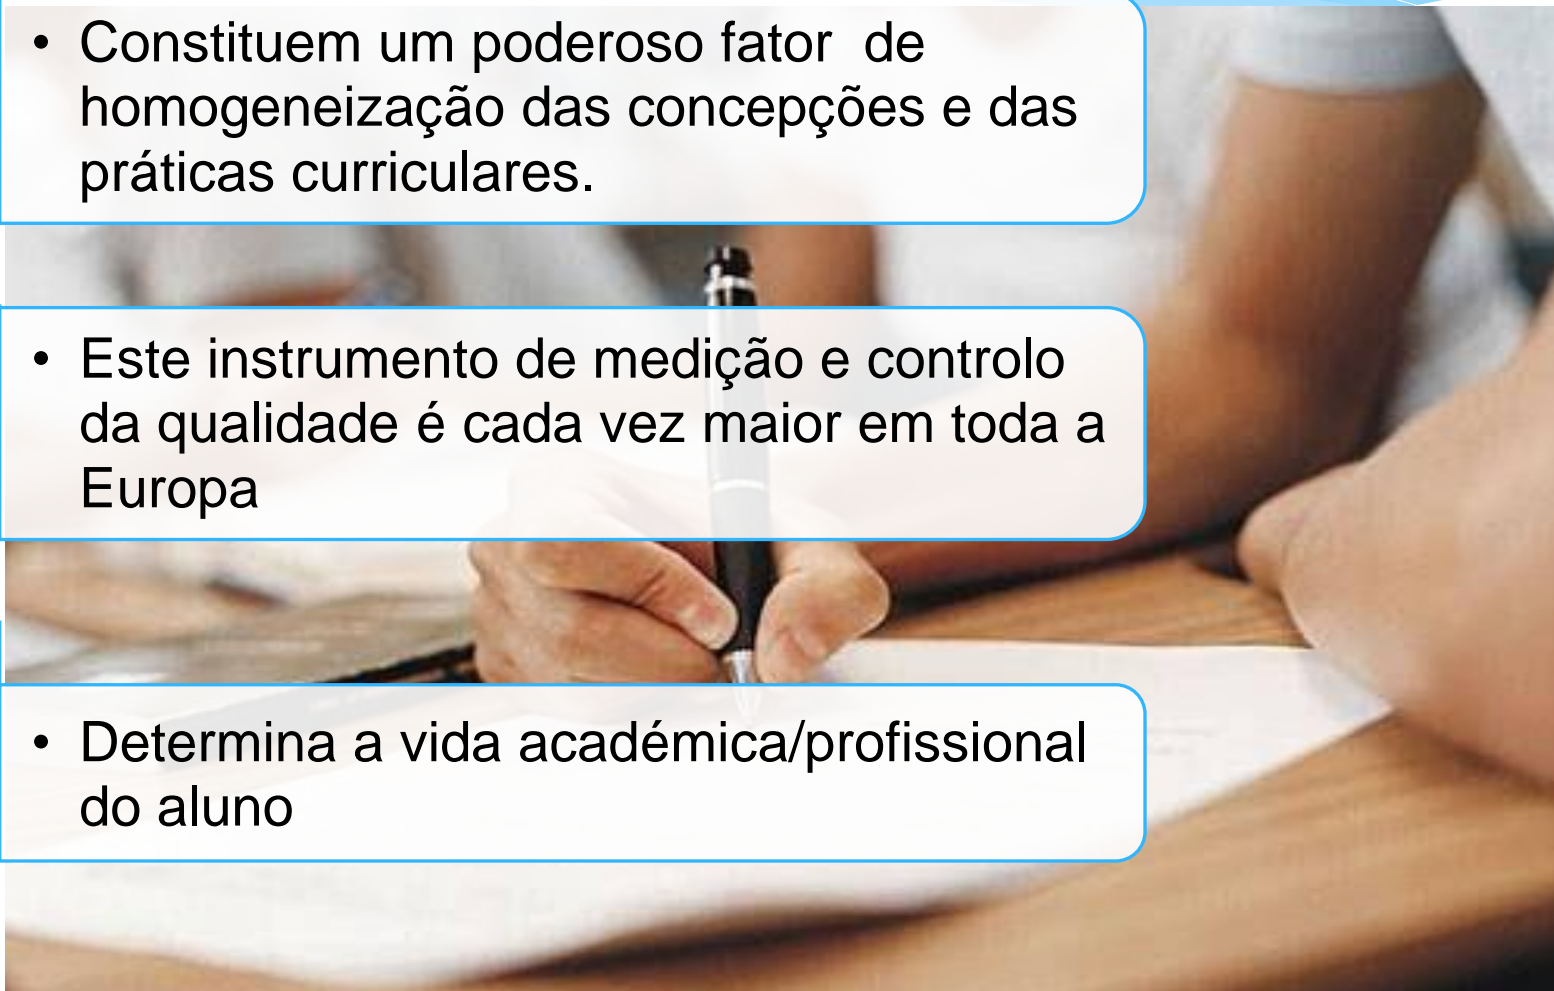 • Constituem um poderoso fator  de
homogeneização das concepções e das
práticas curriculares.
• Este instrumento de medição e controlo
da qualidade é cada vez maior em toda a
Europa
• Determina a vida académica/profissional
do aluno